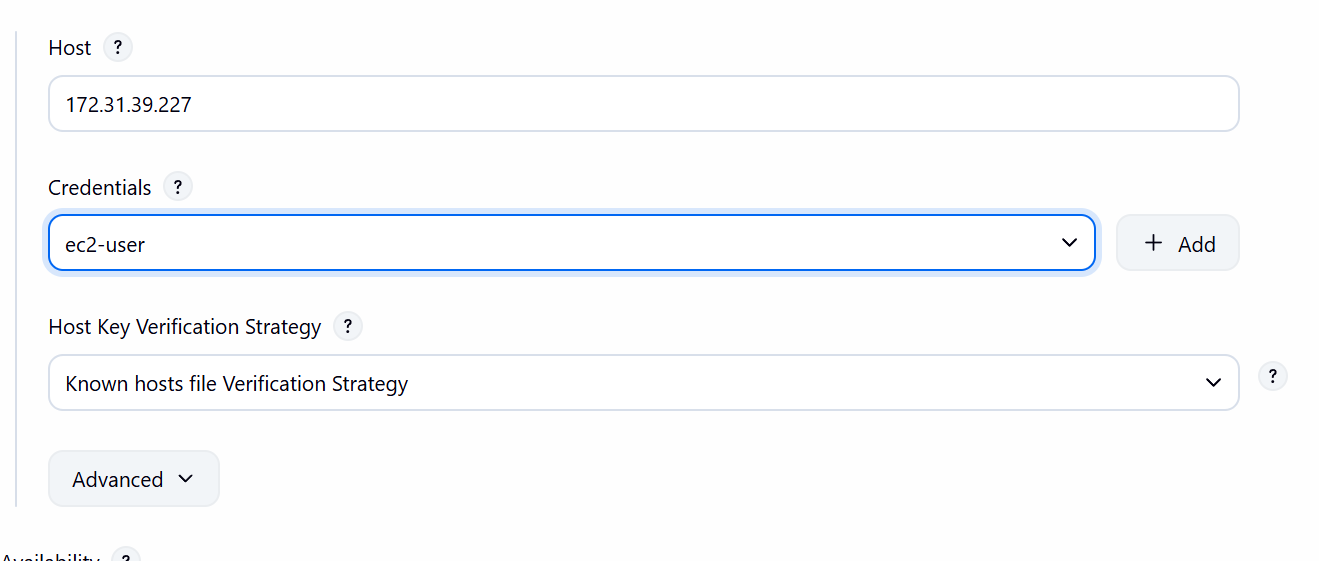 Host ?
172.31.39.227
Credentials ?
ec2-user
+ Add
Host Key Verification Strategy ?
Known hosts file Verification Strategy
?
Advanced
Availability ?